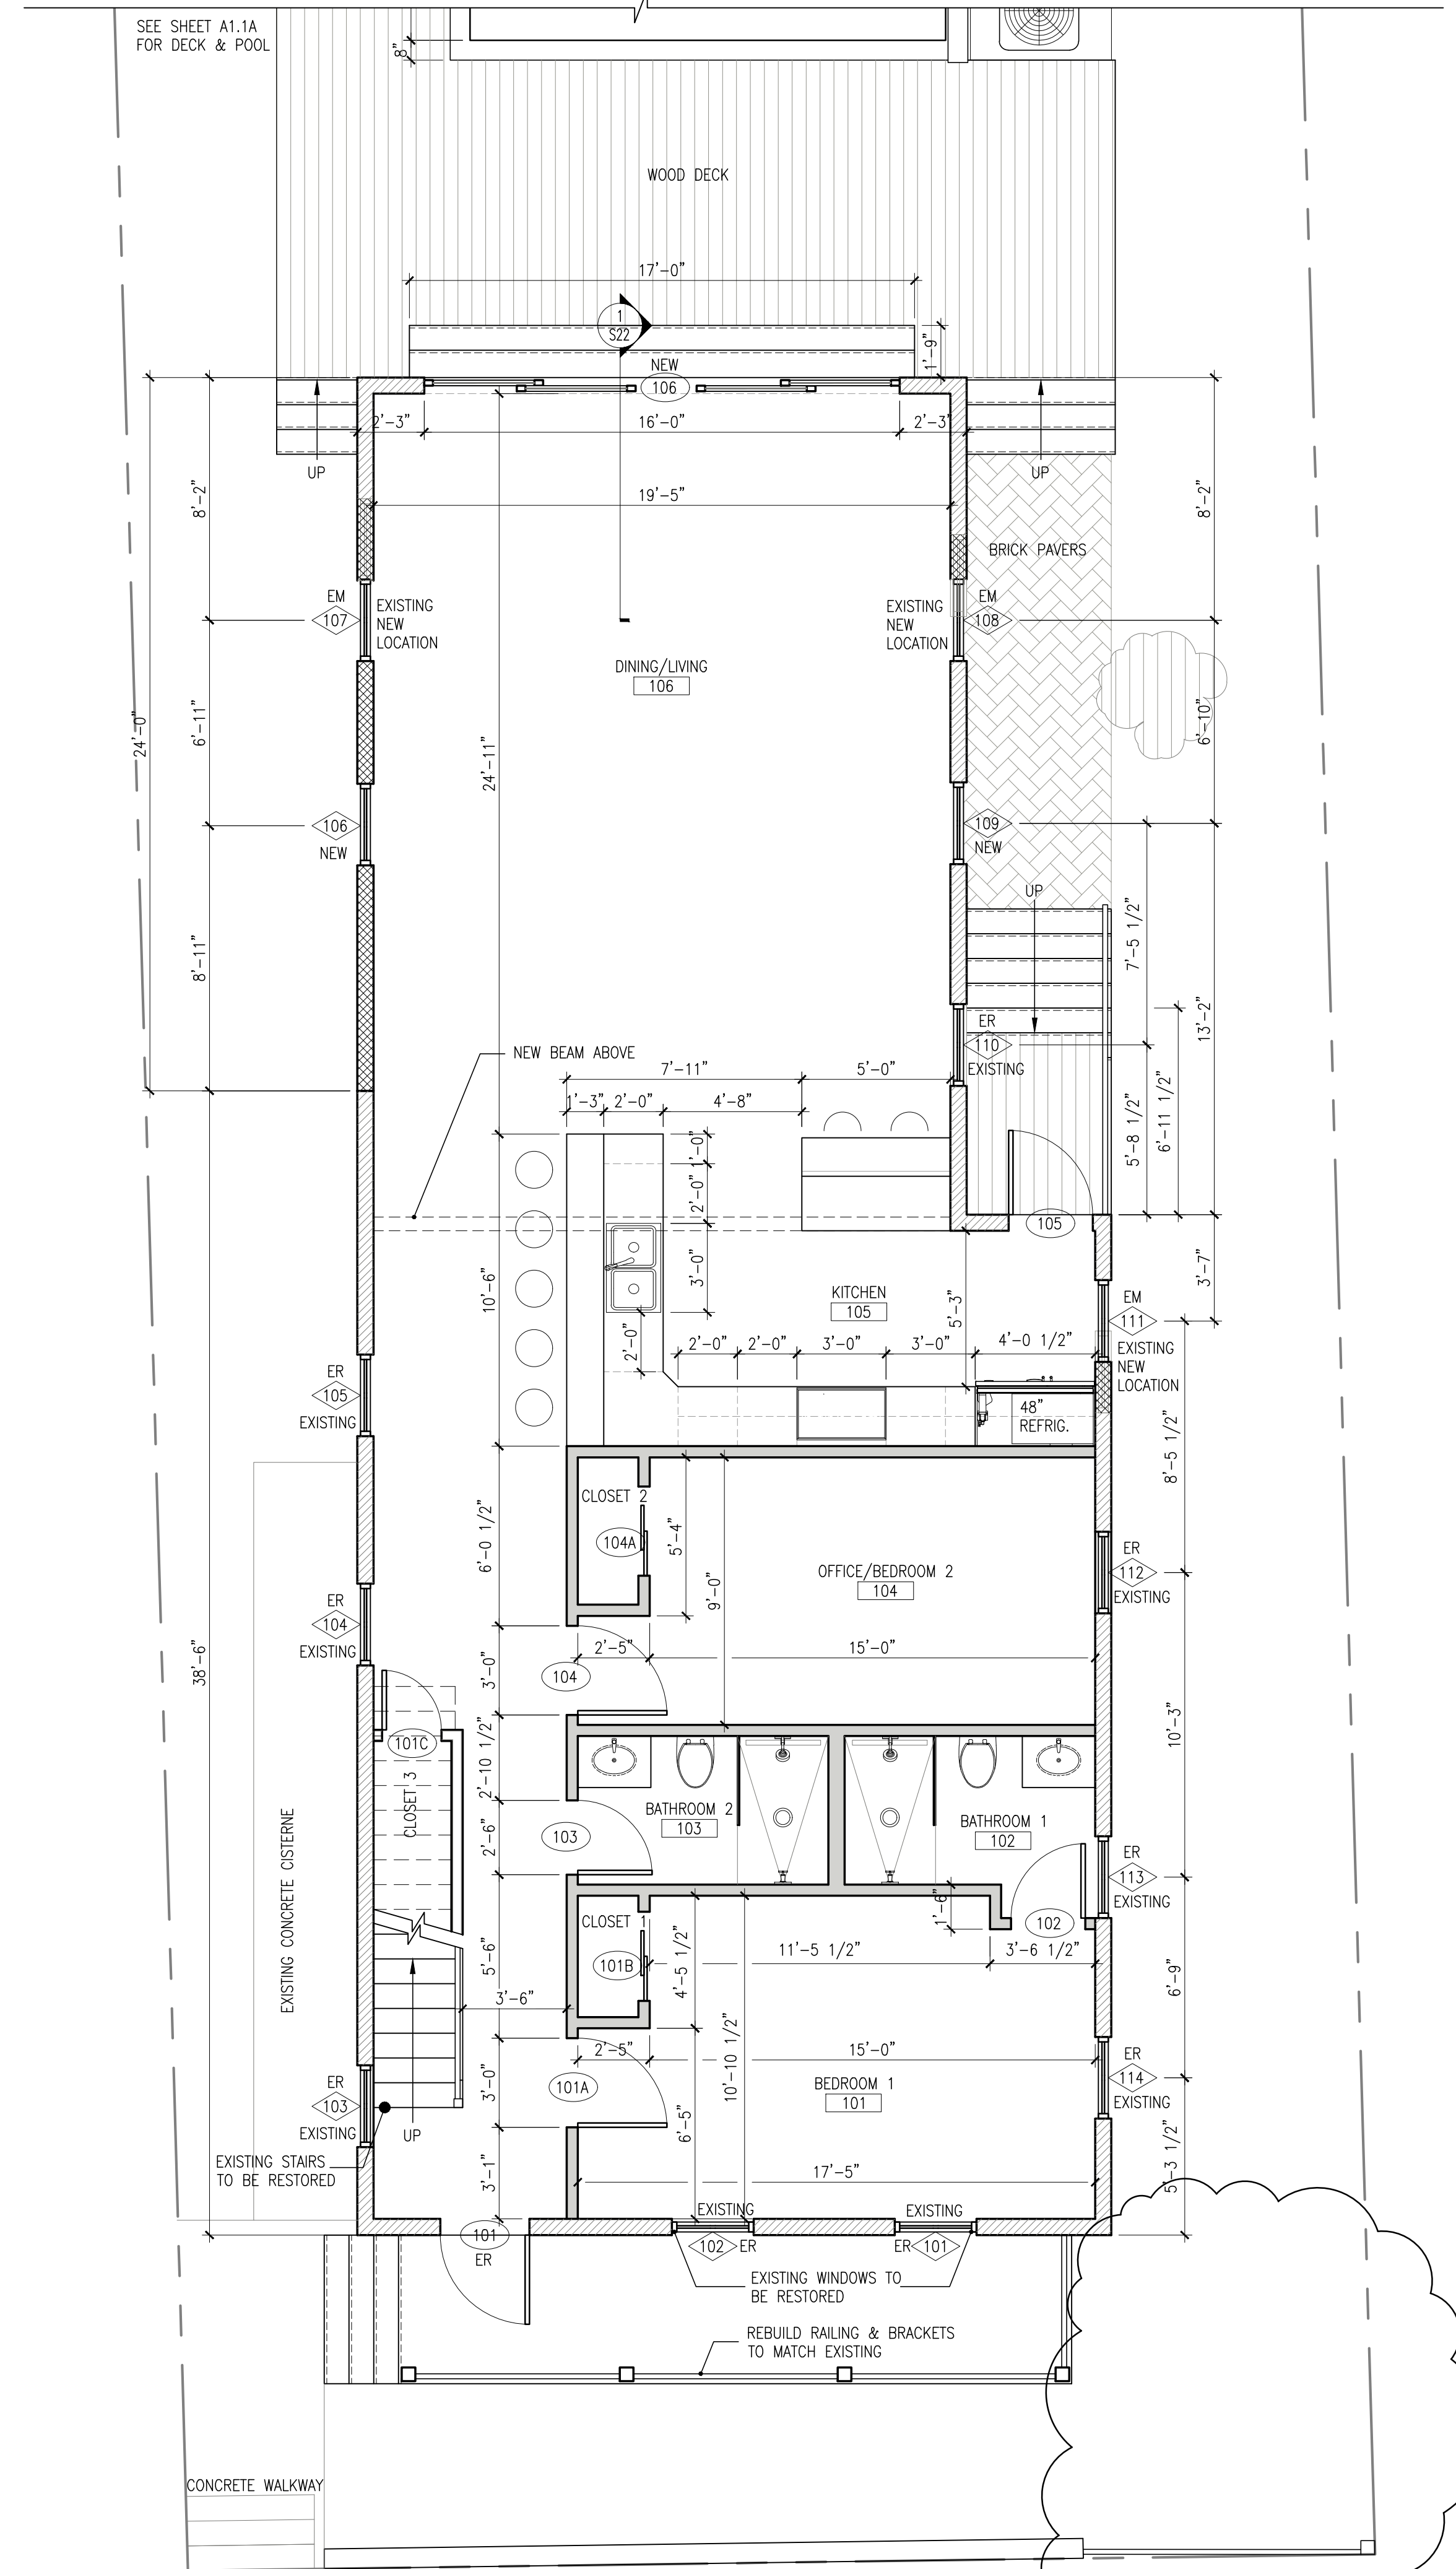 SEE SHEET A1.1A
FOR DECK & POOL
8"
WOOD DECK
17'-0"
1
S22
1'-9"
NEW
106
2'-3"
16'-0"
2'-3"
UP
UP
8'-2"
8'-2"
19'-5"
BRICK PAVERS
EM
107
EXISTING
NEW
LOCATION
EXISTING
NEW
LOCATION
EM
108
DINING/LIVING
106
24'-0"
6'-11"
24'-11"
6'-10"
106
NEW
109
NEW
UP
8'-11"
7'-5 1/2"
13'-2"
ER
110
EXISTING
NEW BEAM ABOVE
7'-11"
5'-0"
1'-3"
2'-0"
4'-8"
5'-8 1/2"
6'-11 1/2"
1'-0"
2'-0"
3'-0"
2'-0"
105
10'-6"
KITCHEN
105
5'-3"
3'-7"
EM
111
EXISTING
NEW
LOCATION
2'-0"
2'-0"
3'-0"
3'-0"
4'-0 1/2"
ER
105
EXISTING
48"
REFRIG.
8'-5 1/2"
CLOSET 2
104A
6'-0 1/2"
5'-4"
9'-0"
OFFICE/BEDROOM 2
104
ER
112
EXISTING
ER
104
EXISTING
38'-6"
2'-5"
15'-0"
104
3'-0"
10'-3"
101C
CLOSET 3
2'-10 1/2"
2'-6"
103
BATHROOM 2
103
BATHROOM 1
102
EXISTING CONCRETE CISTERNE
ER
113
EXISTING
CLOSET 1
101B
1'-6"
102
5'-6"
4'-5 1/2"
11'-5 1/2"
3'-6 1/2"
6'-9"
3'-6"
10'-10 1/2"
2'-5"
15'-0"
ER
103
EXISTING
101A
3'-0"
BEDROOM 1
101
ER
114
EXISTING
UP
6'-5"
EXISTING STAIRS
TO BE RESTORED
3'-1"
17'-5"
5'-3 1/2"
EXISTING
EXISTING
101
ER
102
ER
ER
101
EXISTING WINDOWS TO
BE RESTORED
REBUILD RAILING & BRACKETS
TO MATCH EXISTING
CONCRETE WALKWAY